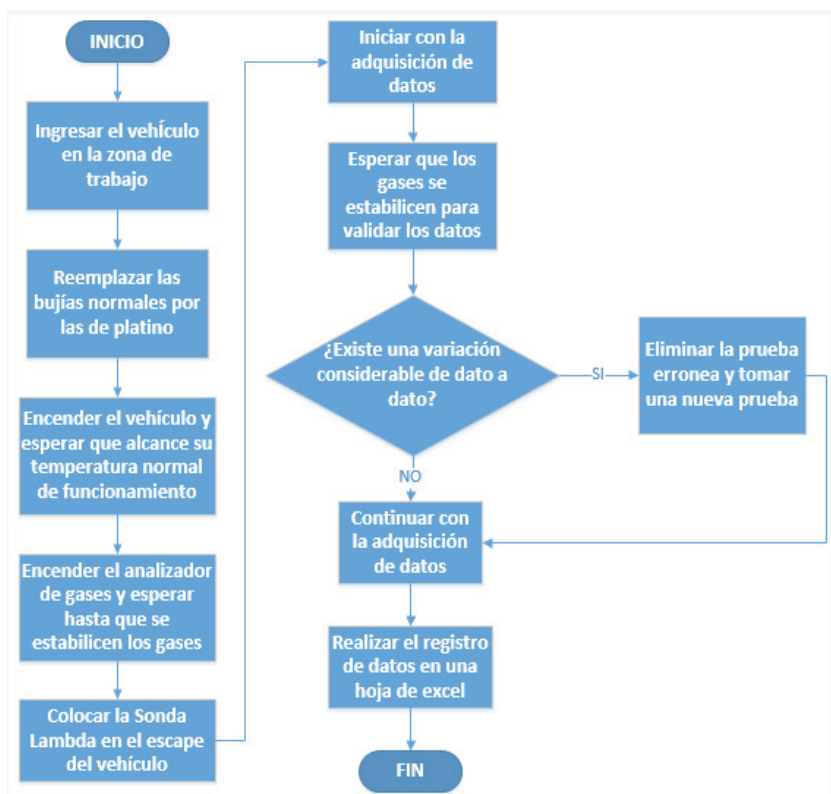 INICIO
Ingresar el vehÍculo
en la zona de
trabajo
Reemplazar las
bujías normales por
las de platino
Encender el vehículo y
esperar que alcance su
temperatura normal
de funcionamiento
Encender el analizador
de gases y esperar
hasta que se
estabilicen los gases
Colocar la Sonda
Lambda en el escape
del vehículo
Iniciar con la
adquisición de
datos
Esperar que los
gases se
estabilicen para
validar los datos
¿Existe una variación
considerable de dato a
dato?
SI
Eliminar la prueba
erronea y tomar
una nueva prueba
NO
Continuar con
la adquisición
de datos
Realizar el registro
de datos en una
hoja de excel
FIN